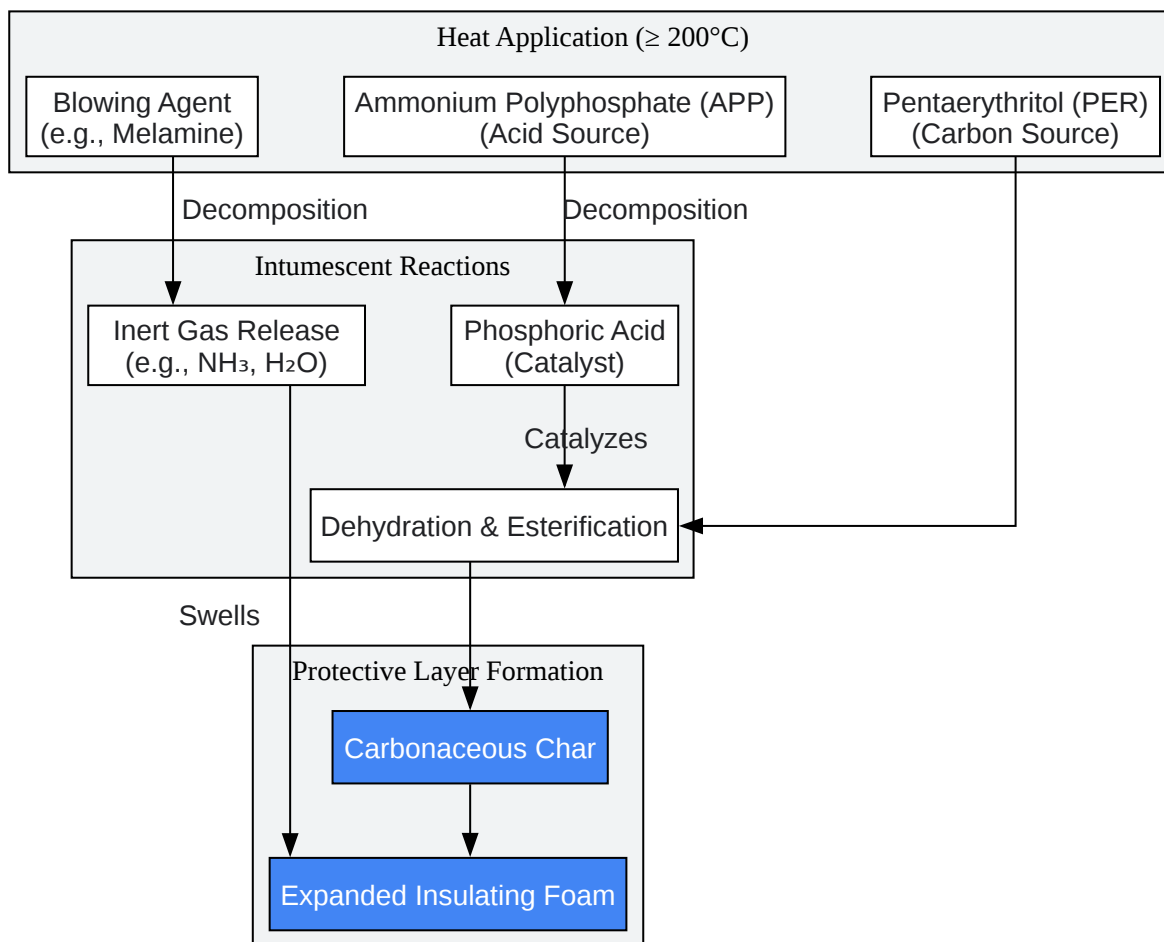 Heat Application (≥ 200°C)
Blowing Agent
(e.g., Melamine)
Ammonium Polyphosphate (APP)
(Acid Source)
Pentaerythritol (PER)
(Carbon Source)
Decomposition
Decomposition
Intumescent Reactions
Inert Gas Release
(e.g., NH₃, H₂O)
Phosphoric Acid
(Catalyst)
Catalyzes
Dehydration & Esterification
Swells
Protective Layer Formation
Carbonaceous Char
Expanded Insulating Foam